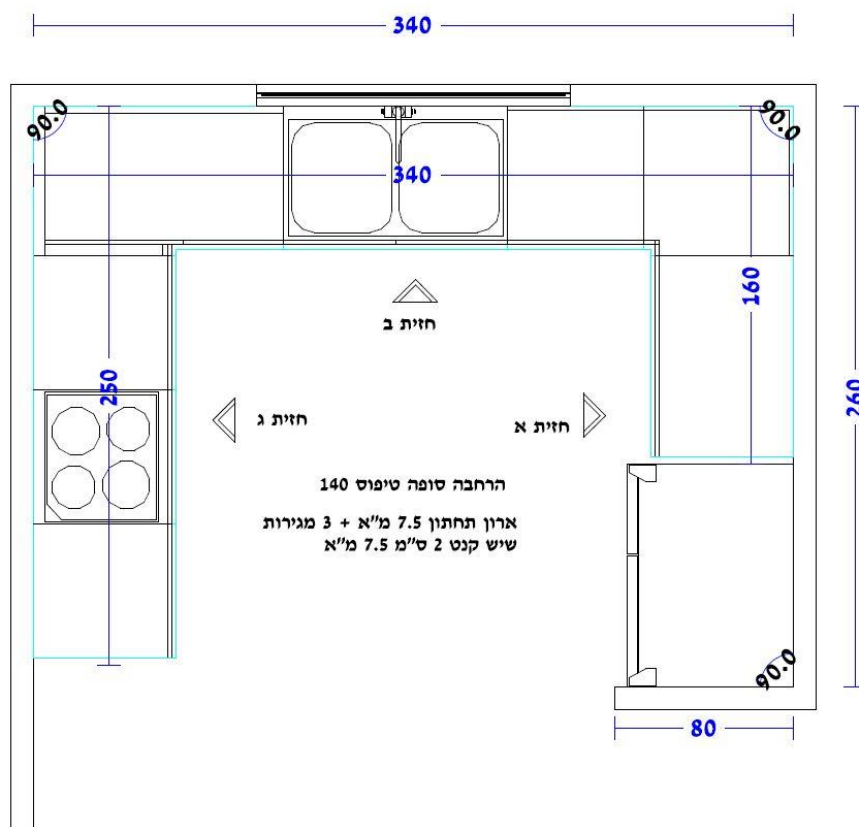 340
90.0
90.0
340
160
חזית ב
250
260
חזית ג
חזית א
הרחבה סופה טיפוס 140
ארון תחתון 7.5 מ"א + 3 מגירות
שיש קנט 2 ס"מ 7.5 מ"א
90.0
80